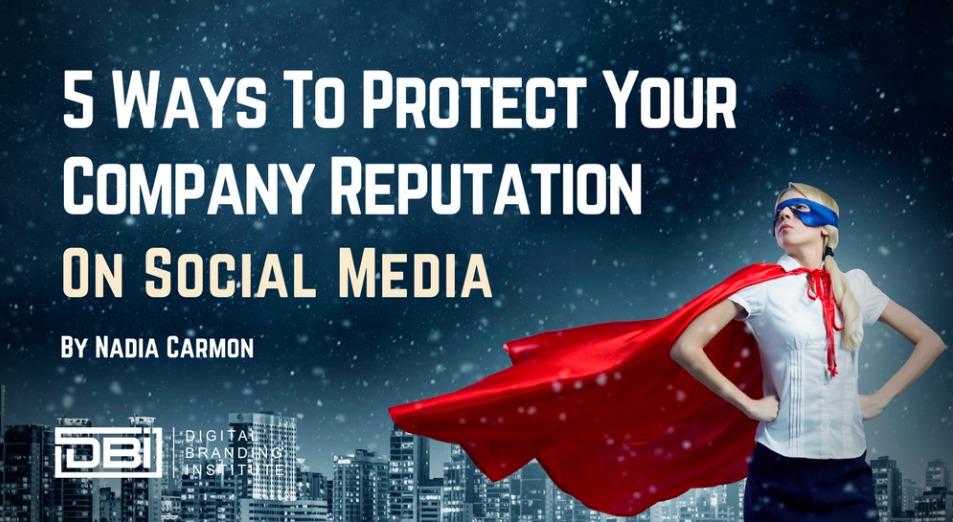 5 Ways To Protect Your
Company Reputation
On Social Media
By Nadia Carmon
DBI
DIGITAL
BRANDING
INSTITUTE